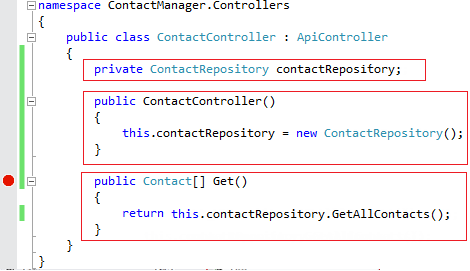 namespace ContactManager.Controllers
{
public class ContactController : ApiController
{
private ContactRepository contactRepository;
public ContactController()
{
this.contactRepository = new ContactRepository();
}
public Contact[] Get()
{
return this.contactRepository.GetAllContacts();
}
}
}